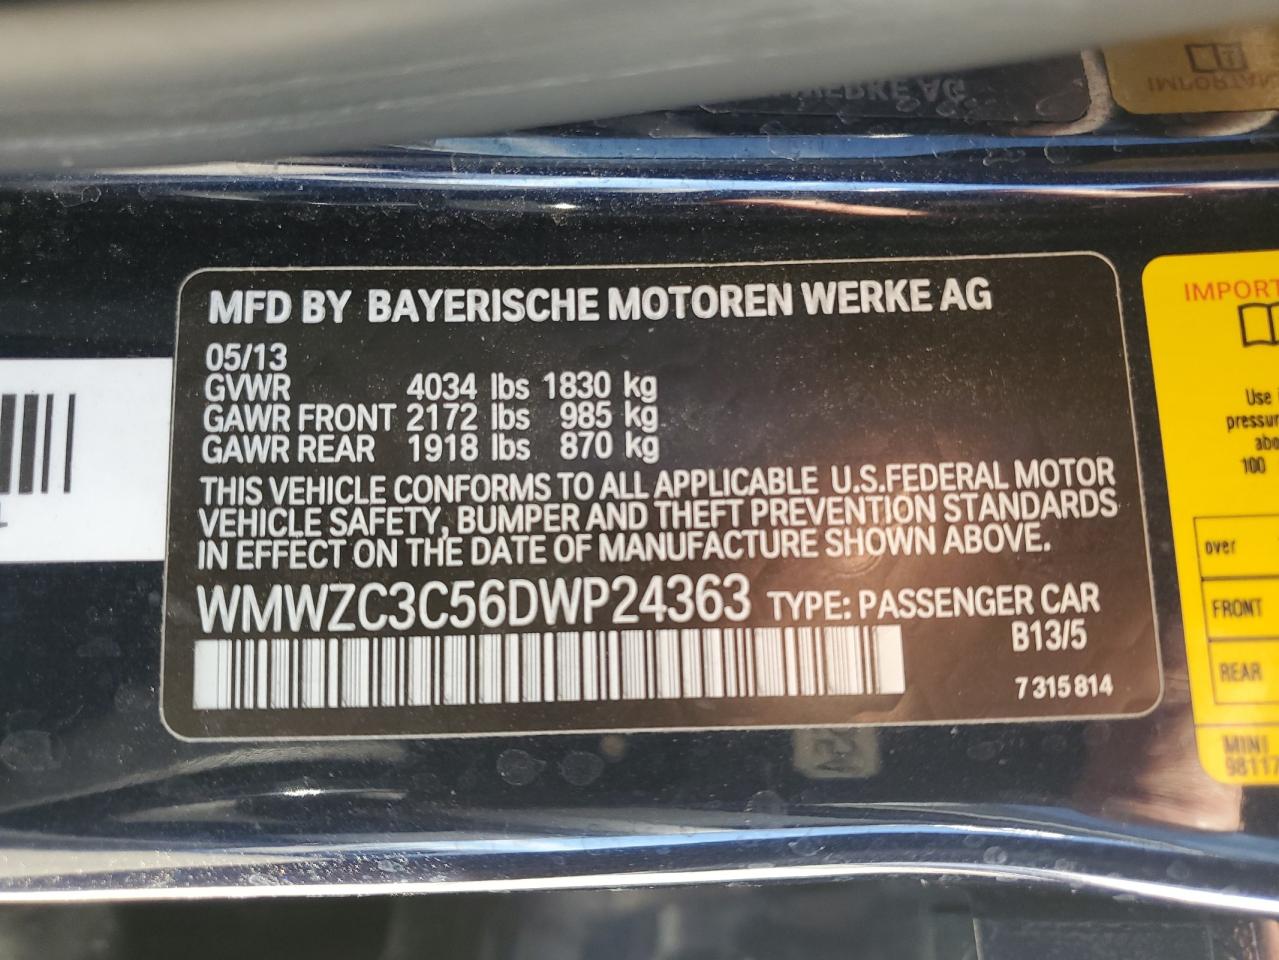 MFD BY BAYERISCHE MOTOREN WERKE AG
05/13
GVWR 4034 lbs 1830 kg
GAWR FRONT 2172 lbs 985 kg
GAWR REAR 1918 lbs 870 kg
THIS VEHICLE CONFORMS TO ALL APPLICABLE U.S.FEDERAL MOTOR
VEHICLE SAFETY, BUMPER AND THEFT PREVENTION STANDARDS
IN EFFECT ON THE DATE OF MANUFACTURE SHOWN ABOVE.
WMWZC3C56DWP24363 TYPE: PASSENGER CAR
B13/5
7 315 814
IMPORT
Use
pressur
abo
100
over
FRONT
REAR
MINI
98117